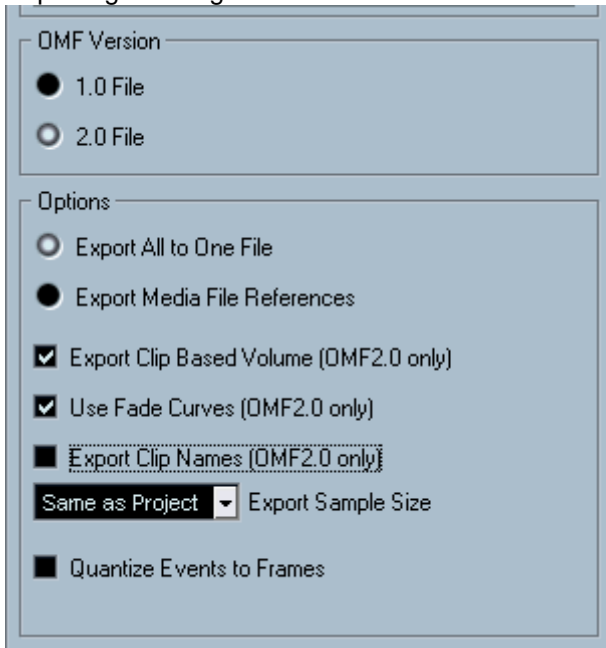 OMF Version
1.0 File
2.0 File
Options
Export All to One File
Export Media File References
Export Clip Based Volume (OMF2.0 only)
Use Fade Curves (OMF2.0 only)
Export Clip Names (OMF2.0 only)
Same as Project Export Sample Size
Quantize Events to Frames